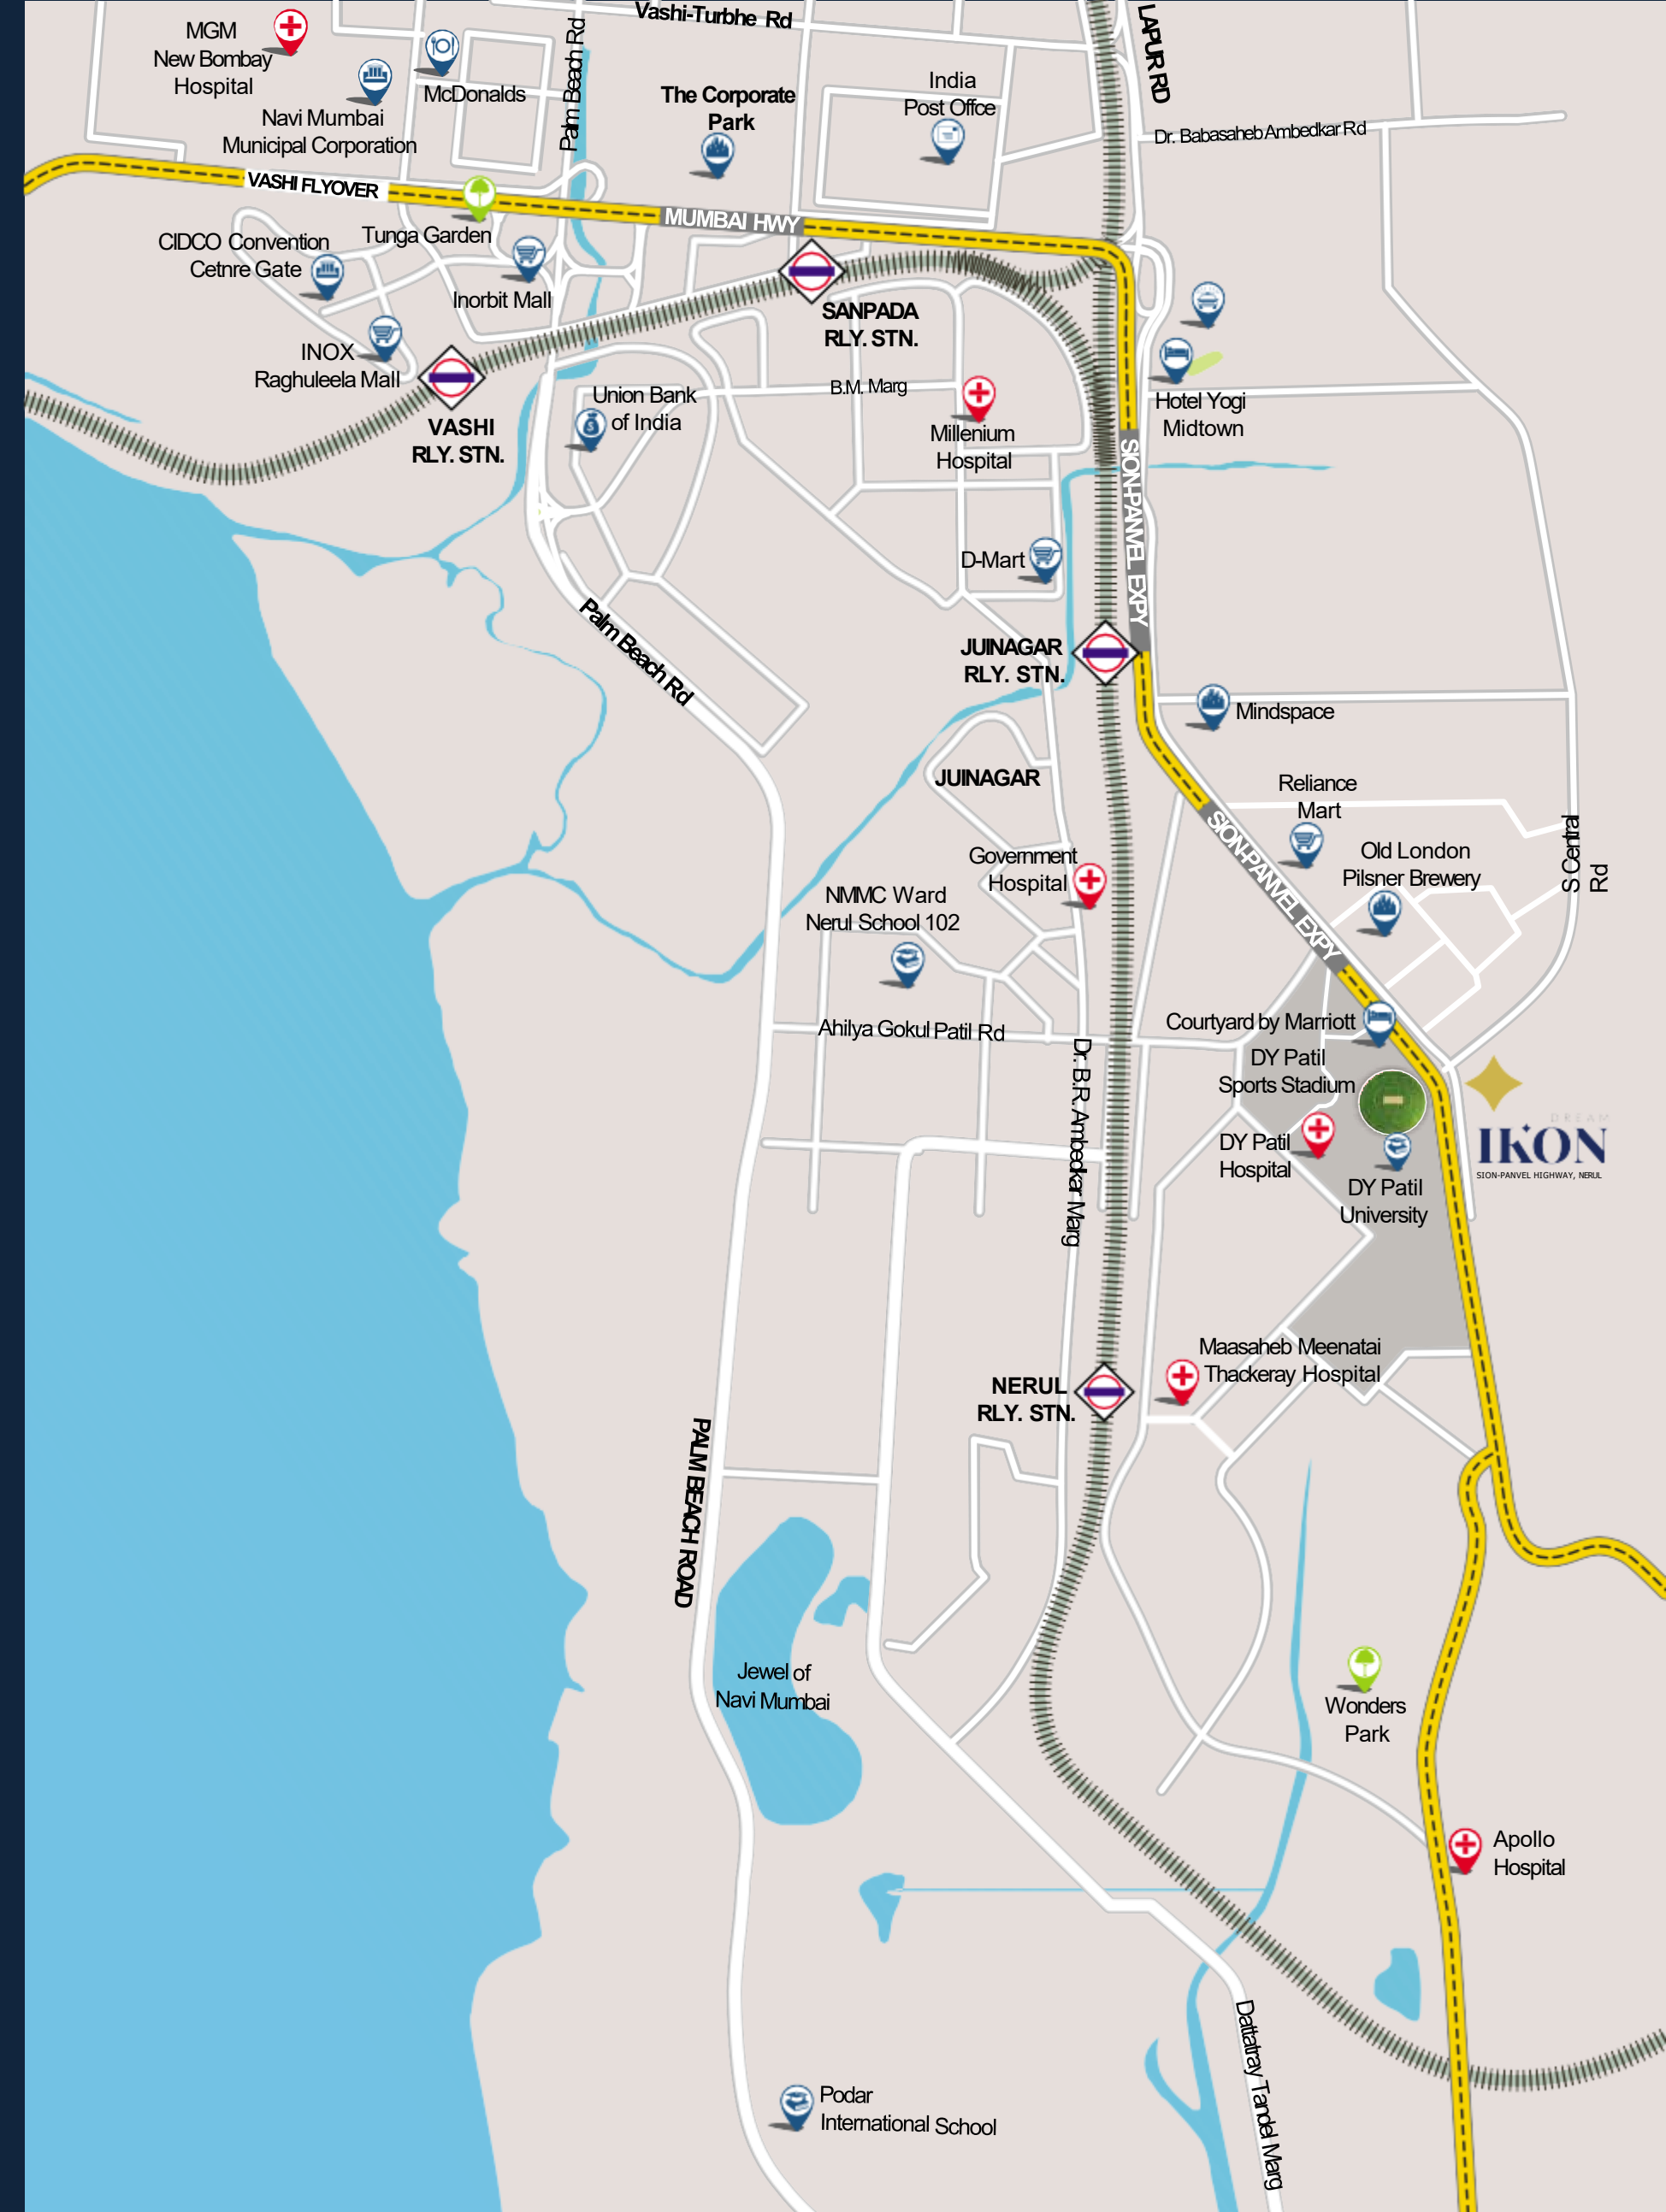 Vashi-Turbhe Rd
LAPUR RD
MGM
New Bombay
Hospital
McDonalds
Palm Beach Rd
Navi Mumbai
Municipal Corporation
The Corporate
Park
India
Post Offce
Dr. Babasaheb Ambedkar Rd
VASHI FLYOVER
MUMBAI HWY
Tunga Garden
CIDCO Convention
Cetnre Gate
Inorbit Mall
SANPADA
RLY. STN.
INOX
Raghuleela Mall
VASHI
RLY. STN.
Union Bank
of India
B.M. Marg
Millenium
Hospital
Hotel Yogi
Midtown
SION-PANVEL EXPY
D-Mart
Palm Beach Rd
JUINAGAR
RLY. STN.
Mindspace
JUINAGAR
Reliance
Mart
SION-PANVEL EXPY
Old London
Pilsner Brewery
S Central
Rd
Government
Hospital
NMMC Ward
Nerul School 102
Ahilya Gokul Patil Rd
Courtyard by Marriott
DY Patil
Sports Stadium
DY Patil
Hospital
DY Patil
University
DREAM
IKON
SION-PANVEL HIGHWAY, NERUL
Dr. B.R. Ambedkar Marg
Maasaheb Meenatai
Thackeray Hospital
NERUL
RLY. STN.
PALM BEACH ROAD
Jewel of
Navi Mumbai
Wonders
Park
Apollo
Hospital
Dattatray Tandel Marg
Podar
International School